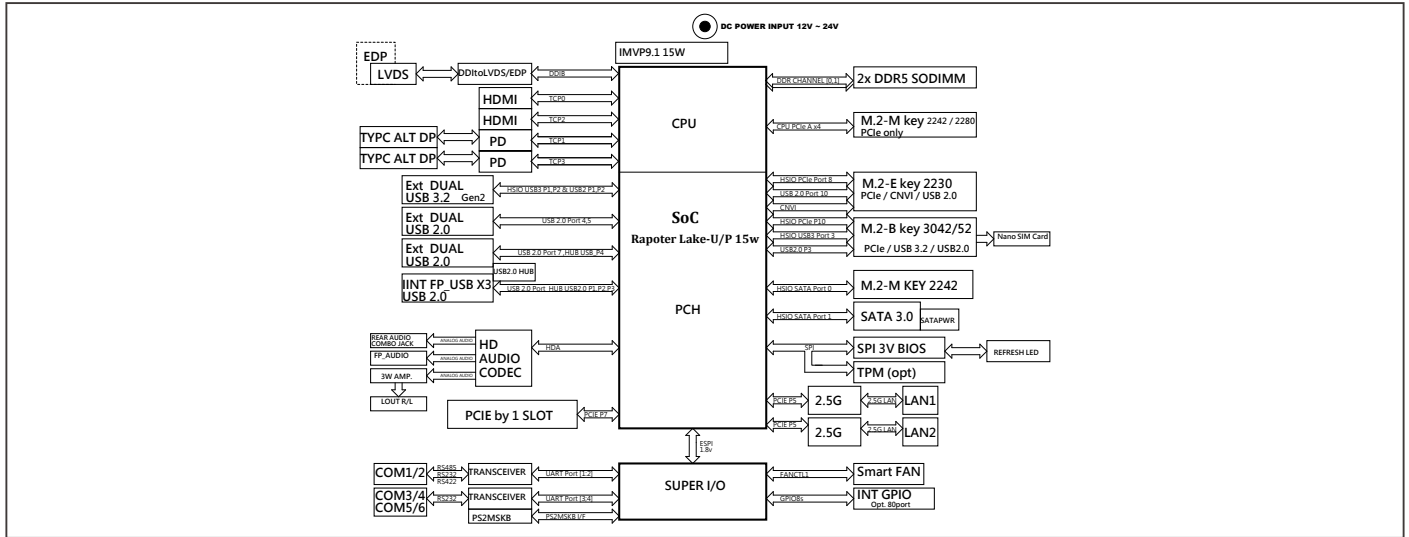 DC POWER INPUT 12V ~ 24V
IMVP9.1 15W
EDP
LVDS
DDItoLVDS/EDP
DDIB
HDMI
TCP0
HDMI
TCP2
TYPC ALT DP
PD
TCP1
TYPC ALT DP
PD
TCP3
Ext DUAL
USB 3.2 Gen2
HSIO USB3 P1,P2 & USB2 P1,P2
Ext DUAL
USB 2.0
USB 2.0 Port 4,5
Ext DUAL
USB 2.0
USB 2.0 Port 7 ,HUB USB_P4
USB2.0 HUB
IINT FP_USB X3
USB 2.0
USB 2.0 Port HUB USB2.0 P1,P2,P3
REAR AUDIO
COMBO JACK
ANALOG AUDIO
FP_AUDIO
ANALOG AUDIO
3W AMP.
ANALOG AUDIO
LOUT R/L
HD
AUDIO
CODEC
HDA
PCIE by 1 SLOT
PCIE P7
CPU
SoC
Rapoter Lake-U/P 15w
PCH
DDR CHANNEL [0,1]
2x DDR5 SODIMM
CPU PCIe A x4
M.2-M key 2242 / 2280
PCIe only
HSIO PCIe Port 8
USB 2.0 Port 10
CNVI
M.2-E key 2230
PCIe / CNVI / USB 2.0
HSIO PCIe P10
HSIO USB3 Port 3
USB2.0 P3
M.2-B key 3042/52
PCIe / USB 3.2 / USB2.0
Nano SIM Card
HSIO SATA Port 0
M.2-M KEY 2242
HSIO SATA Port 1
SATA 3.0
SATAPWR
SPI
SPI 3V BIOS
REFRESH LED
TPM (opt)
PCIE P5
2.5G
2.5G LAN
LAN1
PCIE P5
2.5G
2.5G LAN
LAN2
ESPI
1.8v
SUPER I/O
COM1/2
RS485
RS232
RS422
TRANSCEIVER
UART Port [1:2]
COM3/4
COM5/6
RS232
TRANSCEIVER
UART Port [3;4]
PS2MSKB
PS2MSKB I/F
FANCTL1
Smart FAN
GPIO8s
INT GPIO
Opt. 80port